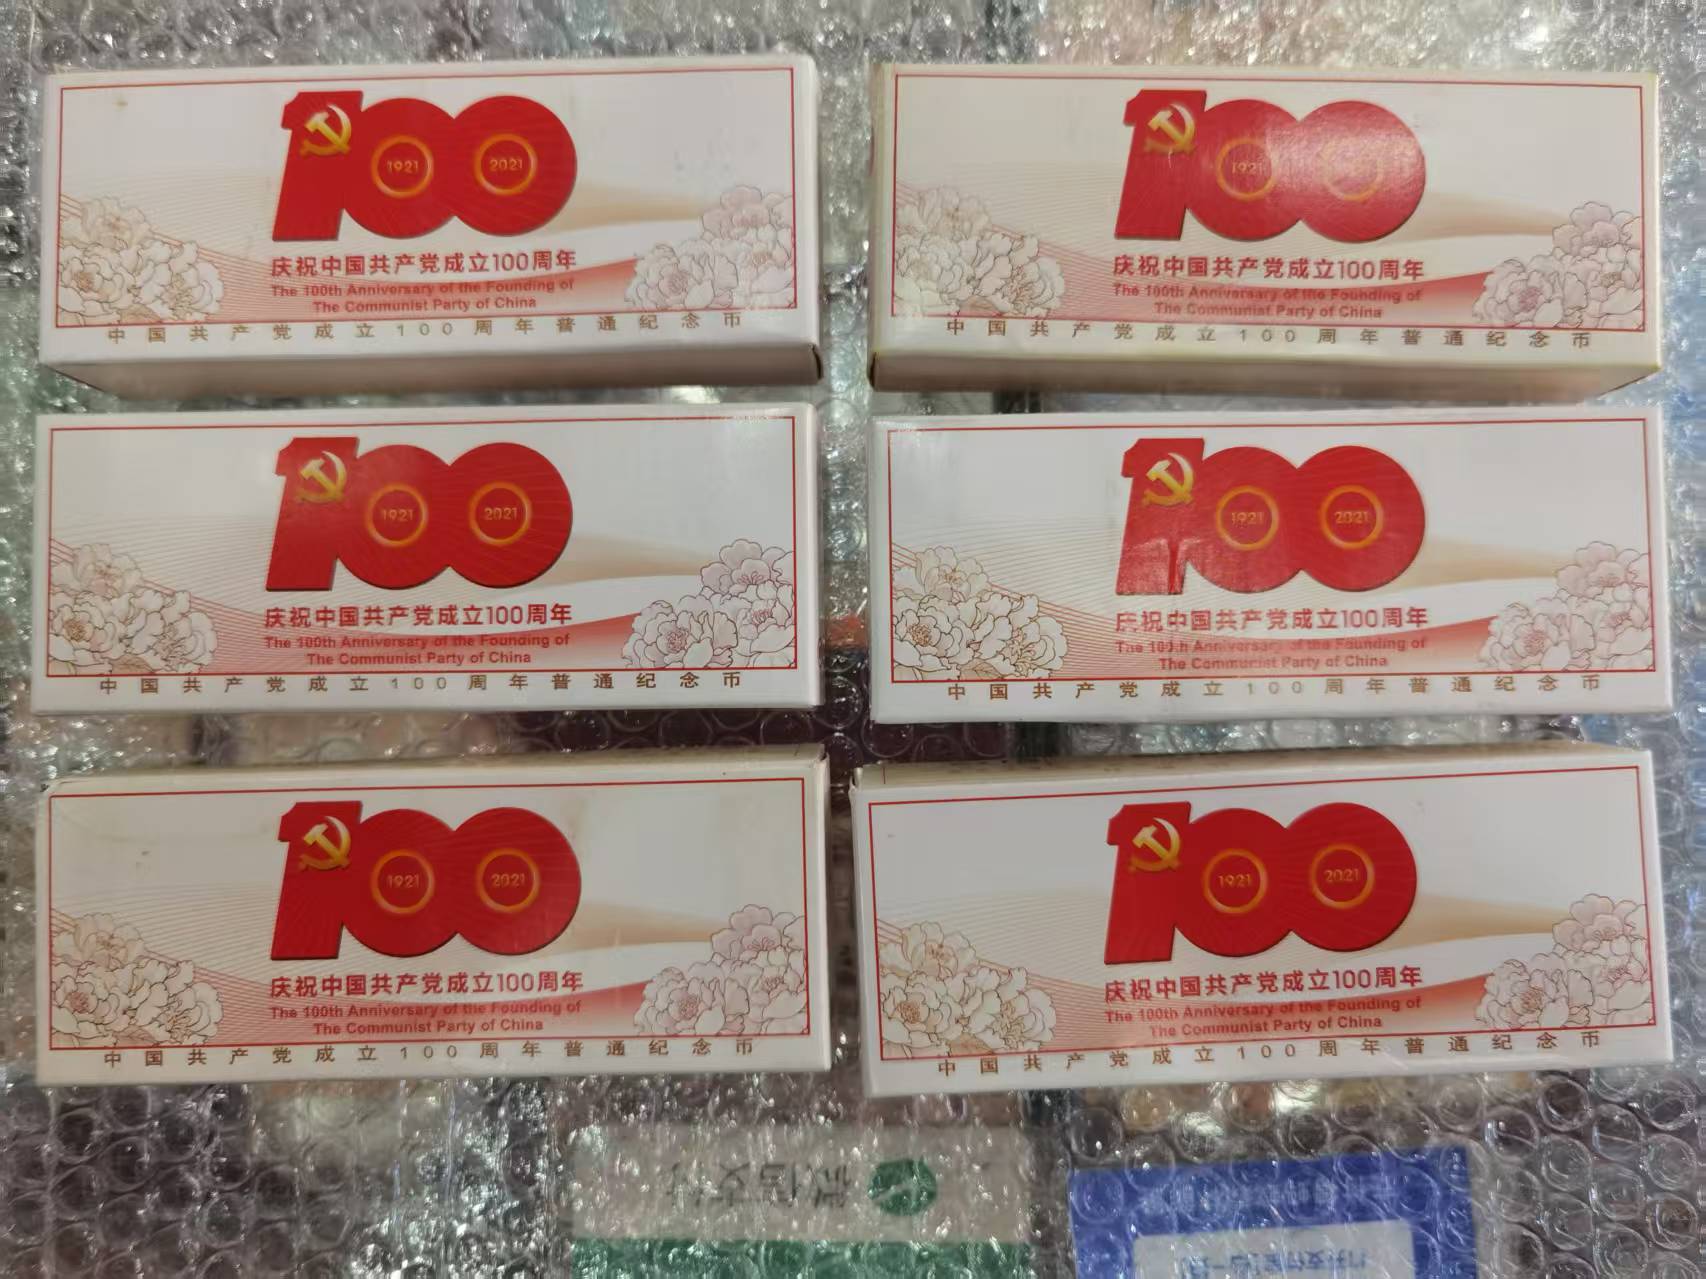 100
1921
2021
庆祝中国共产党成立100周年
The 100th Anniversary of the Founding of
The Communist Party of China
中国共产党成立100周年普通纪念币
100
1921
庆祝中国共产党成立100周年
The 100th Anniversary of the Founding of
The Communist Party of China
中国共产党成立100周年普通纪念币
100
1921
2021
庆祝中国共产党成立100周年
The 100th Anniversary of the Founding of
The Communist Party of China
中国共产党成立100周年普通纪念币
100
1921
2021
庆祝中国共产党成立100周年
The 100th Anniversary of the Founding of
The Communist Party of China
中国共产党成立100周年普通纪念币
100
1921
2021
庆祝中国共产党成立100周年
The 100th Anniversary of the Founding of
The Communist Party of China
中国共产党成立100周年普通纪念币
100
1921
2021
庆祝中国共产党成立100周年
The 100th Anniversary of the Founding of
The Communist Party of China
中国共产党成立100周年普通纪念币
微信支付